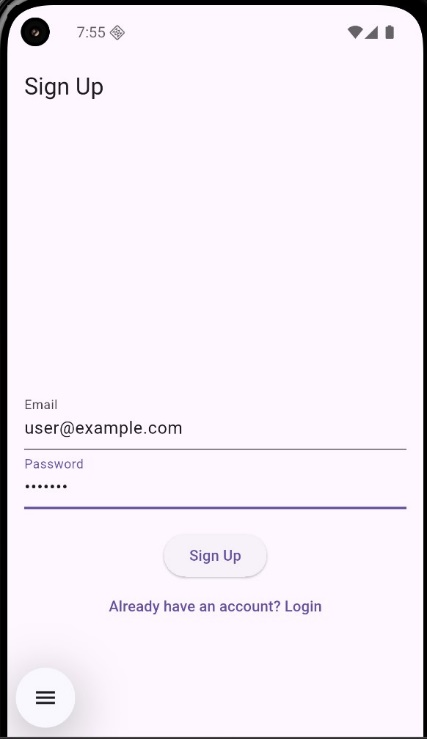 7:55
Sign Up
Email
user@example.com
Password
•••••••
Sign Up
Already have an account? Login